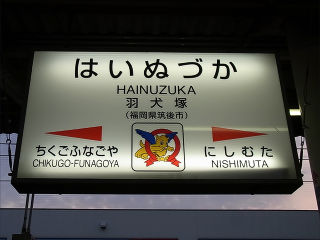 はいぬづか
HAINUZUKA
羽犬塚
(福岡県筑後市)
ちくごふなごや にしむた
CHIKUGO-FUNAGOYA NISHIMUTA